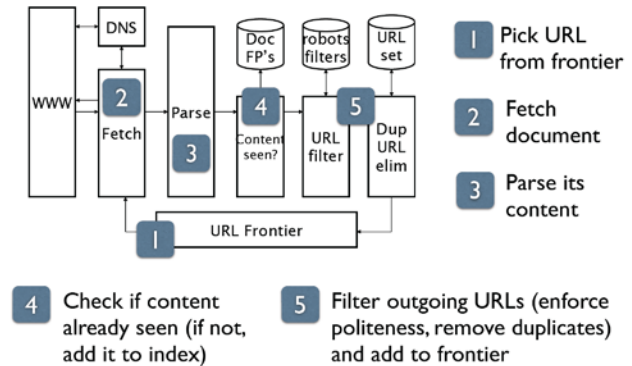 DNS
Doc
FP's
robots
filters
URL
set
WWW
2
Fetch
Parse
3
4
Content
seen?
URL
filter
5
Dup
URL
elim
1
URL Frontier
1
Pick URL
from frontier
2
Fetch
document
3
Parse its
content
4
Check if content
already seen (if not,
add it to index)
5
Filter outgoing URLs (enforce
politeness, remove duplicates)
and add to frontier